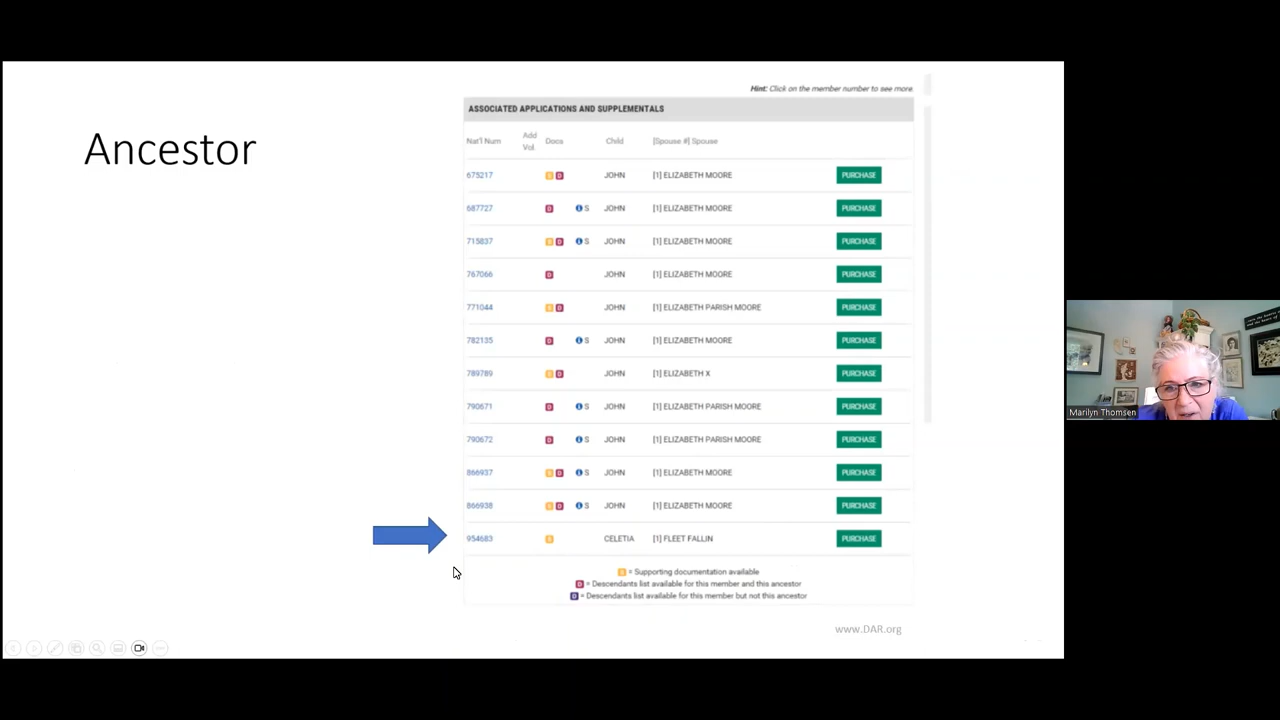 Hint: Click on the member number to see more.
ASSOCIATED APPLICATIONS AND SUPPLEMENTALS
Ancestor
Nat'l Num Add Vol. Docs Child [Spouse #] Spouse
675217 S D JOHN [1] ELIZABETH MOORE PURCHASE
687727 D i S JOHN [1] ELIZABETH MOORE PURCHASE
715837 S D i S JOHN [1] ELIZABETH MOORE PURCHASE
767066 D JOHN [1] ELIZABETH MOORE PURCHASE
771044 S D JOHN [1] ELIZABETH PARISH MOORE PURCHASE
782135 D i S JOHN [1] ELIZABETH MOORE PURCHASE
789789 S D JOHN [1] ELIZABETH X PURCHASE
790671 D i S JOHN [1] ELIZABETH PARISH MOORE PURCHASE
790672 D i S JOHN [1] ELIZABETH PARISH MOORE PURCHASE
866937 S D i S JOHN [1] ELIZABETH MOORE PURCHASE
866938 S D i S JOHN [1] ELIZABETH MOORE PURCHASE
954683 S CELETIA [1] FLEET FALLIN PURCHASE
S = Supporting documentation available
D = Descendants list available for this member and this ancestor
D = Descendants list available for this member but not this ancestor
www.DAR.org
Marilyn Thomsen